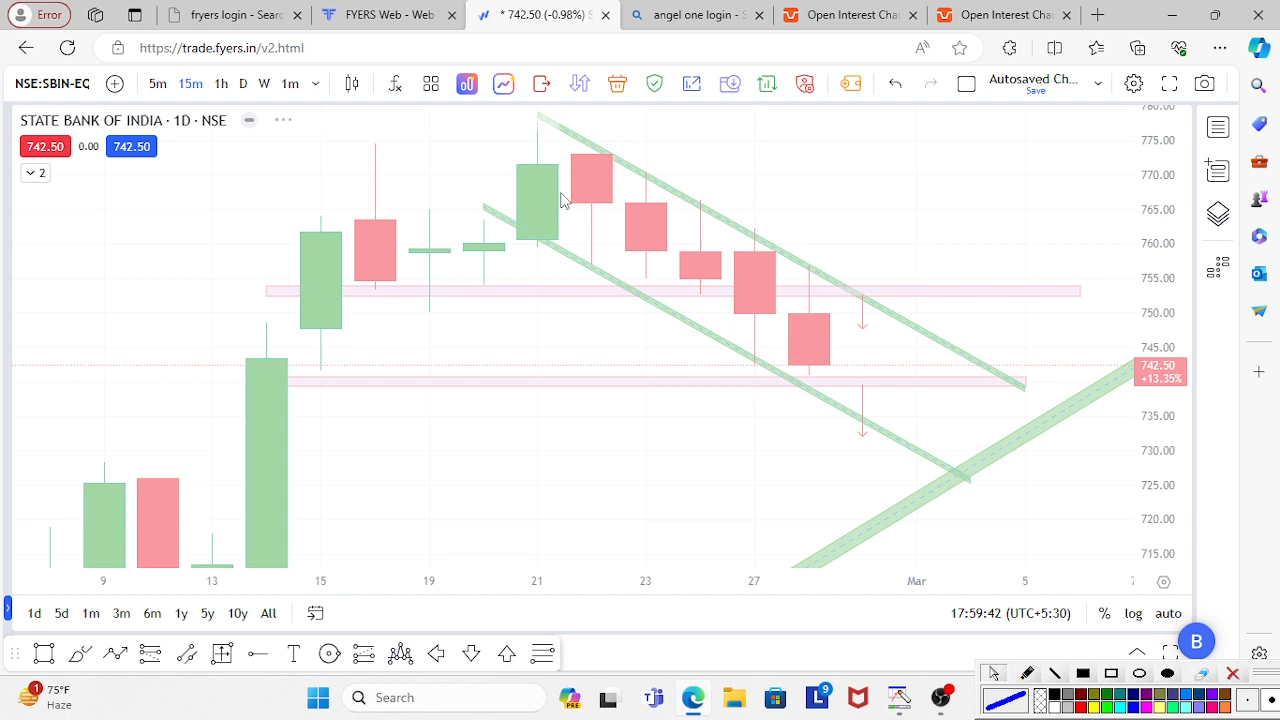 Error
Fyers login - Searc
FYERS Web - Web
* 742.50 (-0.98%) S
angel one login - S
Open Interest Char
Open Interest Char
https://trade.fyers.in/v2.html
NSE:SBIN-EQ 5m 15m 1h D W 1m
Autosaved Ch...
Save
STATE BANK OF INDIA · 1D · NSE
742.50 0.00 742.50
2
780.00
775.00
770.00
765.00
760.00
755.00
750.00
745.00
742.50
+13.35%
735.00
730.00
725.00
720.00
715.00
9 13 15 19 21 23 27 Mar 5 7
1d 5d 1m 3m 6m 1y 5y 10y All
17:59:42 (UTC+5:30) % log auto
B
1
75°F
Haze
Search
PRE
9